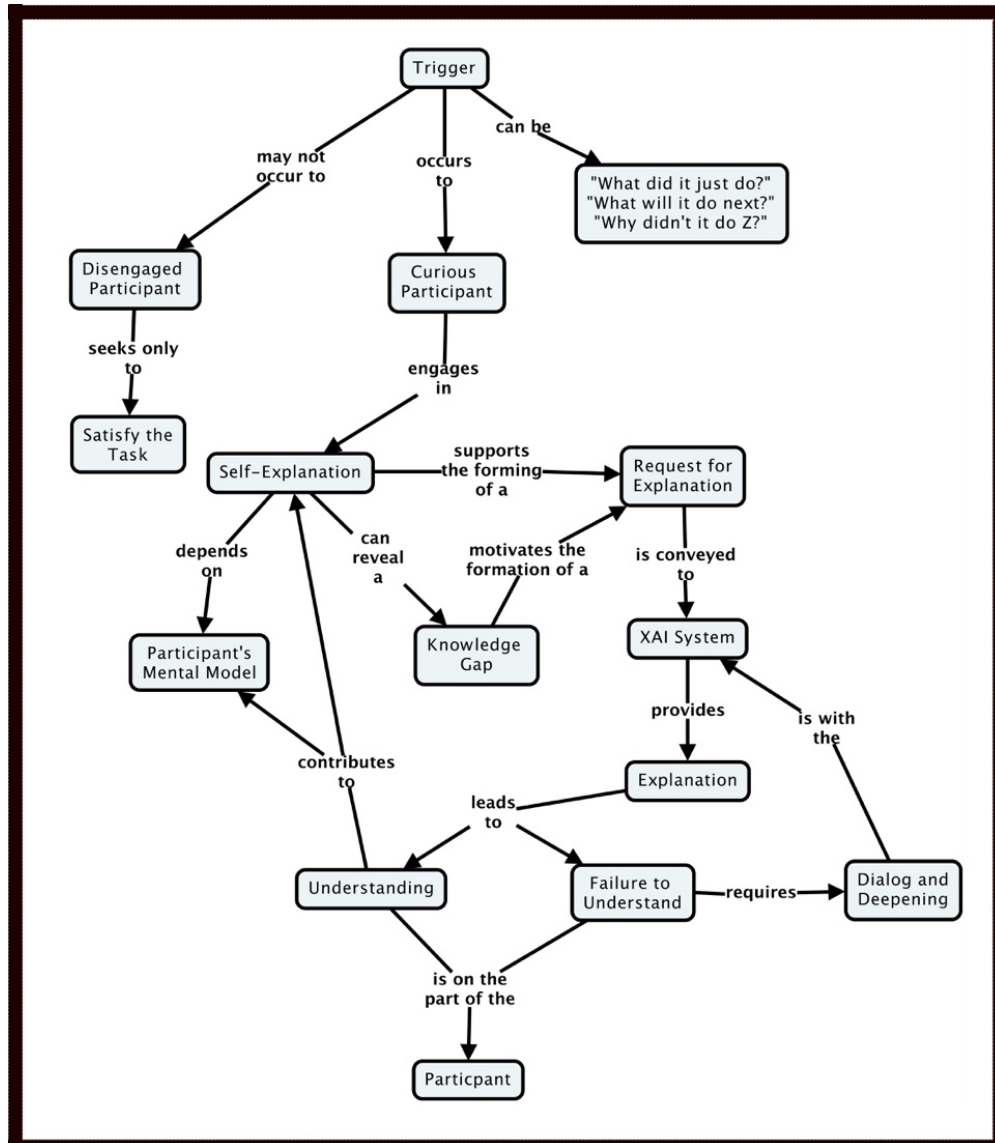 Trigger
may not
occur to
occurs
to
can be
"What did it just do?"
"What will it do next?"
"Why didn't it do Z?"
Disengaged
Participant
Curious
Participant
seeks only
to
engages
in
Satisfy the
Task
Self-Explanation
supports
the forming
of a
Request for
Explanation
depends
on
can
reveal
a
motivates the
formation of a
is conveyed
to
Participant's
Mental Model
Knowledge
Gap
XAI System
provides
is with
the
contributes
to
Explanation
leads
to
Understanding
Failure to
Understand
requires
Dialog and
Deepening
is on the
part of the
Particpant